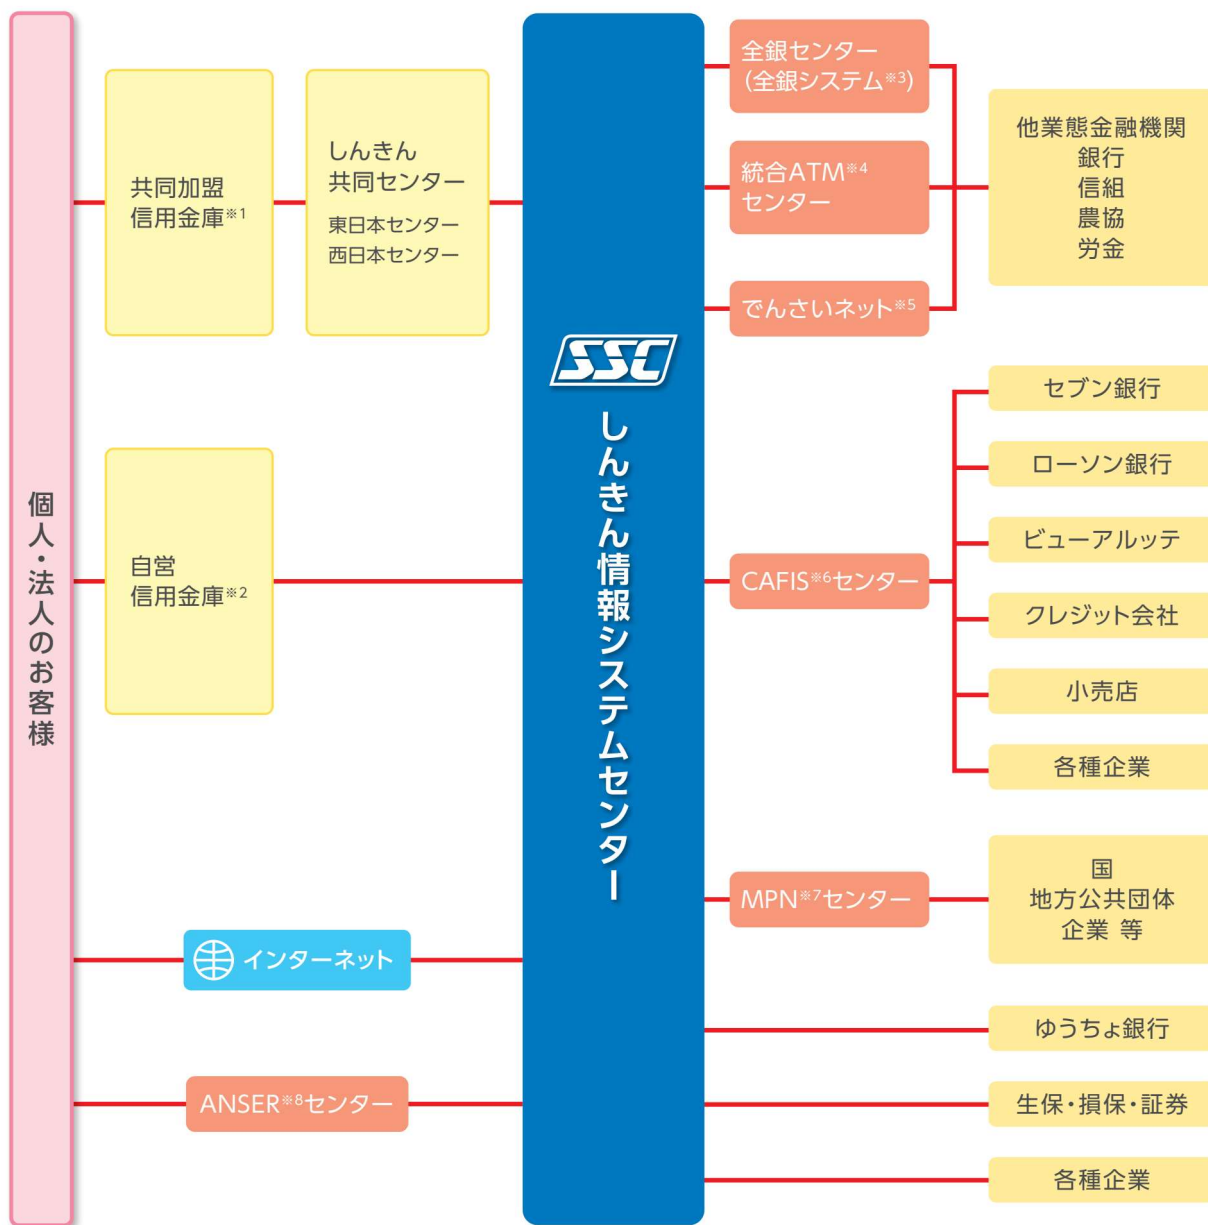 個人・法人のお客様
共同加盟
信用金庫※1
しんきん
共同センター
東日本センター
西日本センター
自営
信用金庫※2
インターネット
ANSER※8センター
SSC
しんきん情報システムセンター
全銀センター
(全銀システム※3)
統合ATM※4
センター
でんさいネット※5
他業態金融機関
銀行
信組
農協
労金
CAFIS※6センター
セブン銀行
ローソン銀行
ビューアルッテ
クレジット会社
小売店
各種企業
MPN※7センター
国
地方公共団体
企業 等
ゆうちょ銀行
生保・損保・証券
各種企業